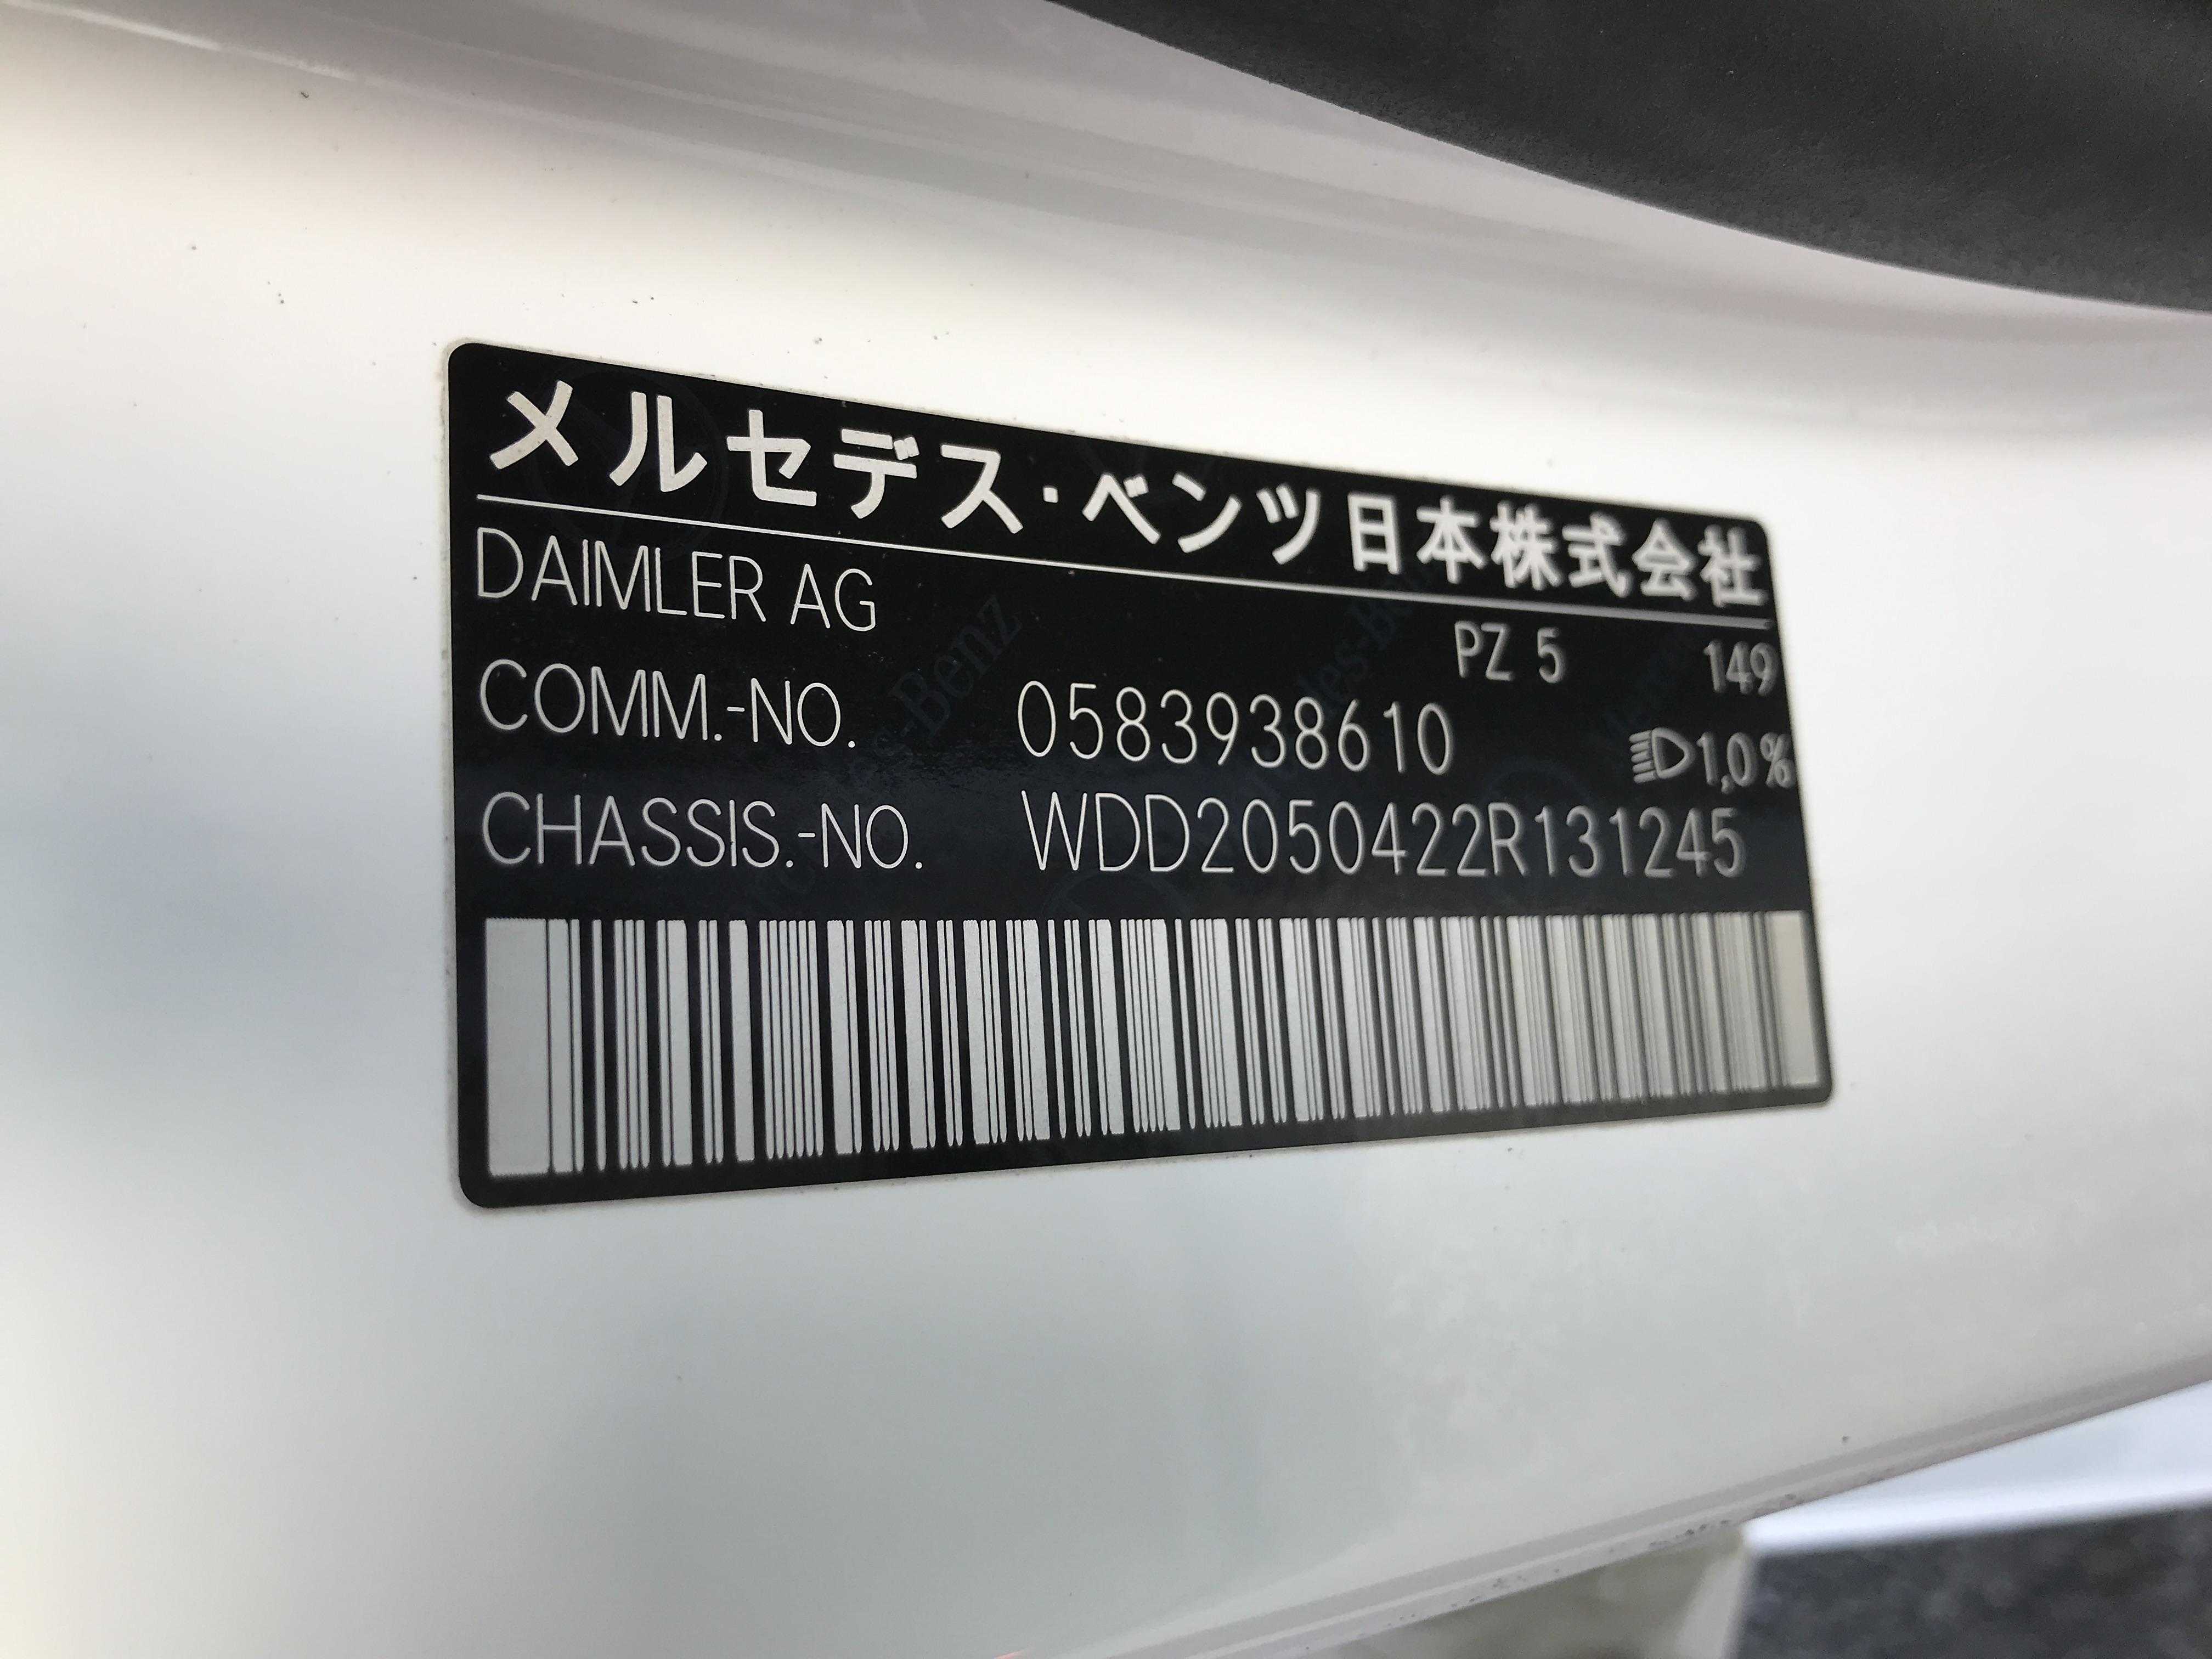 メルセデス・ベンツ日本株式会社
DAIMLER AG
PZ 5 149
COMM.-NO. 0583938610
1,0%
CHASSIS.-NO. WDD2050422R131245